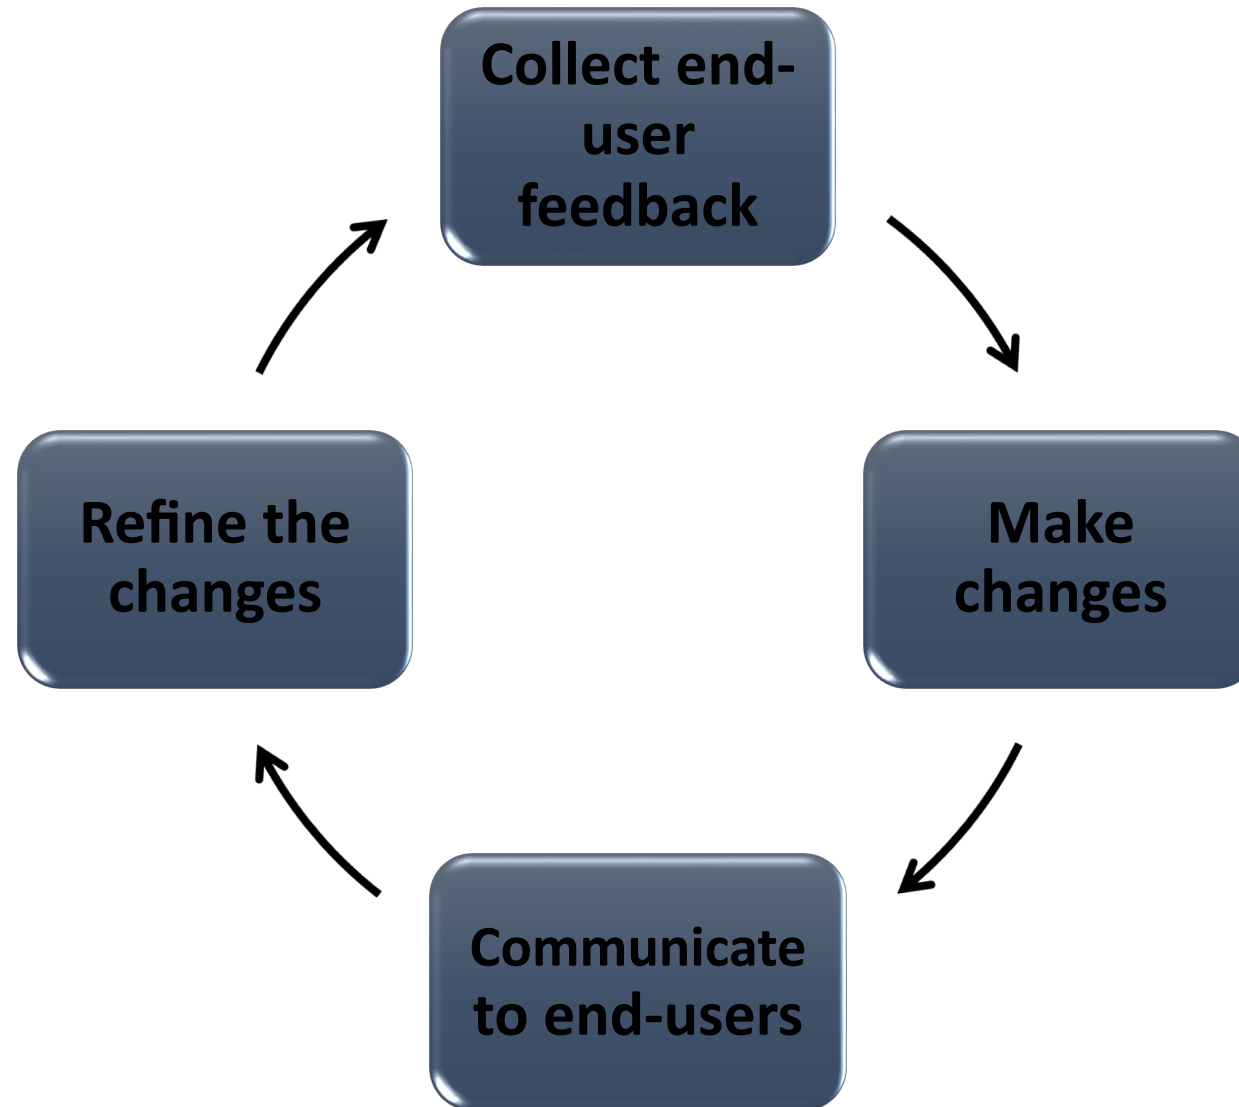 Collect end-
user
feedback
Refine the
changes
Make
changes
Communicate
to end-users